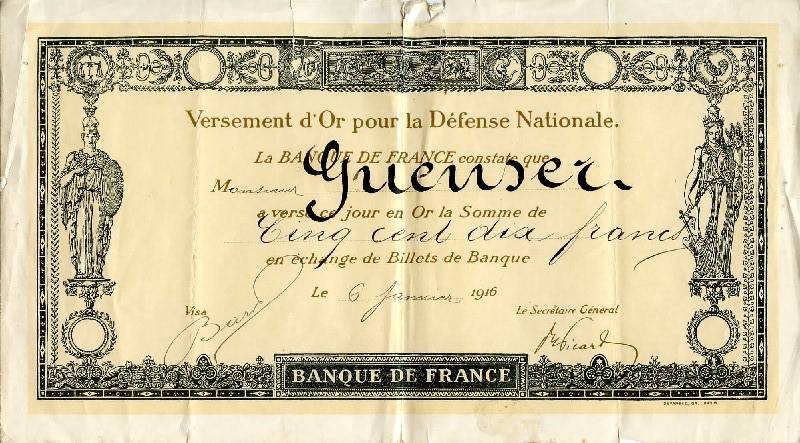 Versement d'Or pour la Défense Nationale.
La BANQUE DE FRANCE constate que
Monsieur Guenser.
a versé ce jour en Or la Somme de
Cinq cent dix francs
en échange de Billets de Banque
Le 6 Janvier 1916
Visa Le Secrétaire Général
Picard
BANQUE DE FRANCE